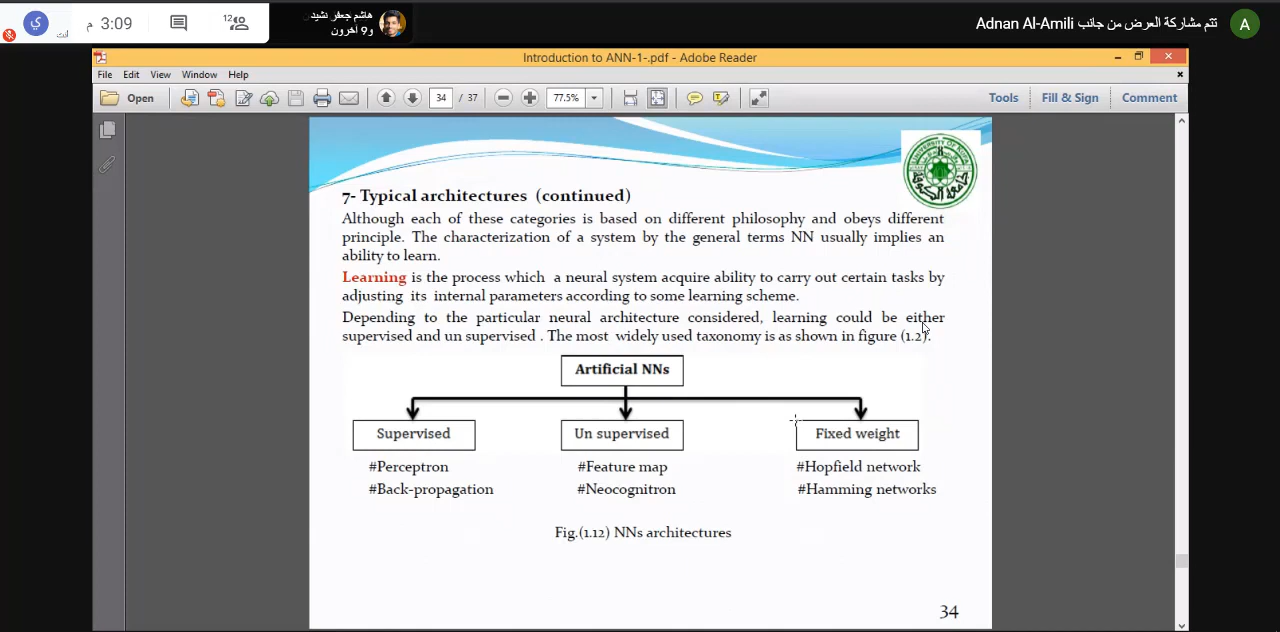 تتم مشاركة العرض من جانب Adnan Al-Amili
A
هاشم جعفر نشيد
و9 آخرون
12
3:09 م
ي
أنت
Introduction to ANN-1-.pdf - Adobe Reader
File Edit View Window Help
Open 34 / 37 77.5% Tools Fill & Sign Comment
UNIVERSITY OF KUFA
جامعة الكوفة
7- Typical architectures (continued)
Although each of these categories is based on different philosophy and obeys different
principle. The characterization of a system by the general terms NN usually implies an
ability to learn.
Learning is the process which a neural system acquire ability to carry out certain tasks by
adjusting its internal parameters according to some learning scheme.
Depending to the particular neural architecture considered, learning could be either
supervised and un supervised . The most widely used taxonomy is as shown in figure (1.2).
Artificial NNs
Supervised Un supervised Fixed weight
#Perceptron #Feature map #Hopfield network
#Back-propagation #Neocognitron #Hamming networks
Fig.(1.12) NNs architectures
34